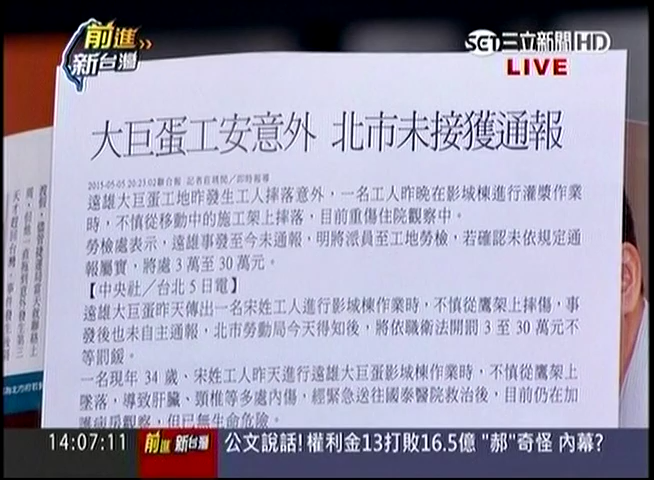 前進
新台灣
SET三立新聞HD
LIVE
大巨蛋工安意外 北市未接獲通報
遠雄大巨蛋工地昨發生工人摔落意外，一名工人昨晚在影城棟進行灌漿作業
時，不慎從移動中的施工架上摔落，目前重傷住院觀察中。
勞檢處表示，遠雄事發至今未通報，明將派員至工地勞檢，若確認未依規定通
報屬實，將處 3 萬至 30 萬元。
【中央社／台北 5 日電】
遠雄大巨蛋昨天傳出一名宋姓工人進行影城棟作業時，不慎從鷹架上摔傷，事
發後也未自主通報，北市勞動局今天得知後，將依職衛法開罰 3 至 30 萬元不
等罰鍰。
一名現年 34 歲、宋姓工人昨天進行遠雄大巨蛋影城棟作業時，不慎從鷹架上
墜落，導致肝臟、頸椎等多處內傷，經緊急送往國泰醫院救治後，目前仍在加
護病房觀察，但已無生命危險。
14:07:11
前進 新台灣
公文說話! 權利金13打敗16.5億 "郝"奇怪 內幕?